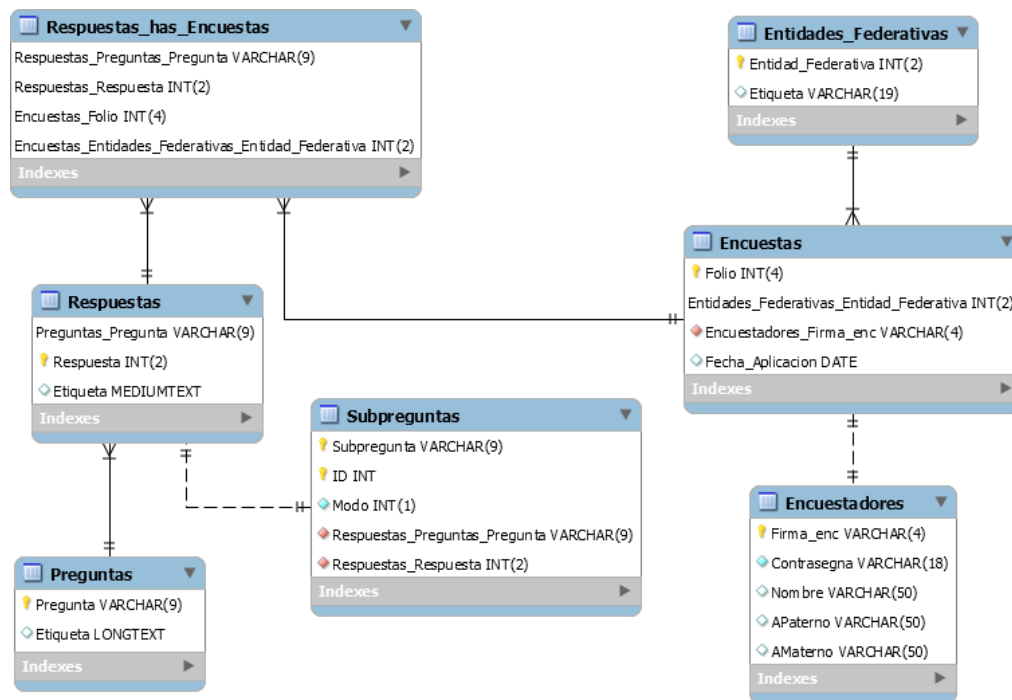 Respuestas_has_Encuestas
Respuestas_Preguntas_Pregunta VARCHAR(9)
Respuestas_Respuesta INT(2)
Encuestas_Folio INT(4)
Encuestas_Entidades_Federativas_Entidad_Federativa INT(2)
Indexes
Entidades_Federativas
Entidad_Federativa INT(2)
Etiqueta VARCHAR(19)
Indexes
Encuestas
Folio INT(4)
Entidades_Federativas_Entidad_Federativa INT(2)
Encuestadores_Firma_enc VARCHAR(4)
Fecha_Aplicacion DATE
Indexes
Respuestas
Preguntas_Pregunta VARCHAR(9)
Respuesta INT(2)
Etiqueta MEDIUMTEXT
Indexes
Subpreguntas
Subpregunta VARCHAR(9)
ID INT
Modo INT(1)
Respuestas_Preguntas_Pregunta VARCHAR(9)
Respuestas_Respuesta INT(2)
Indexes
Encuestadores
Firma_enc VARCHAR(4)
Contrasegna VARCHAR(18)
Nombre VARCHAR(50)
APaterno VARCHAR(50)
AMaterno VARCHAR(50)
Indexes
Preguntas
Pregunta VARCHAR(9)
Etiqueta LONGTEXT
Indexes